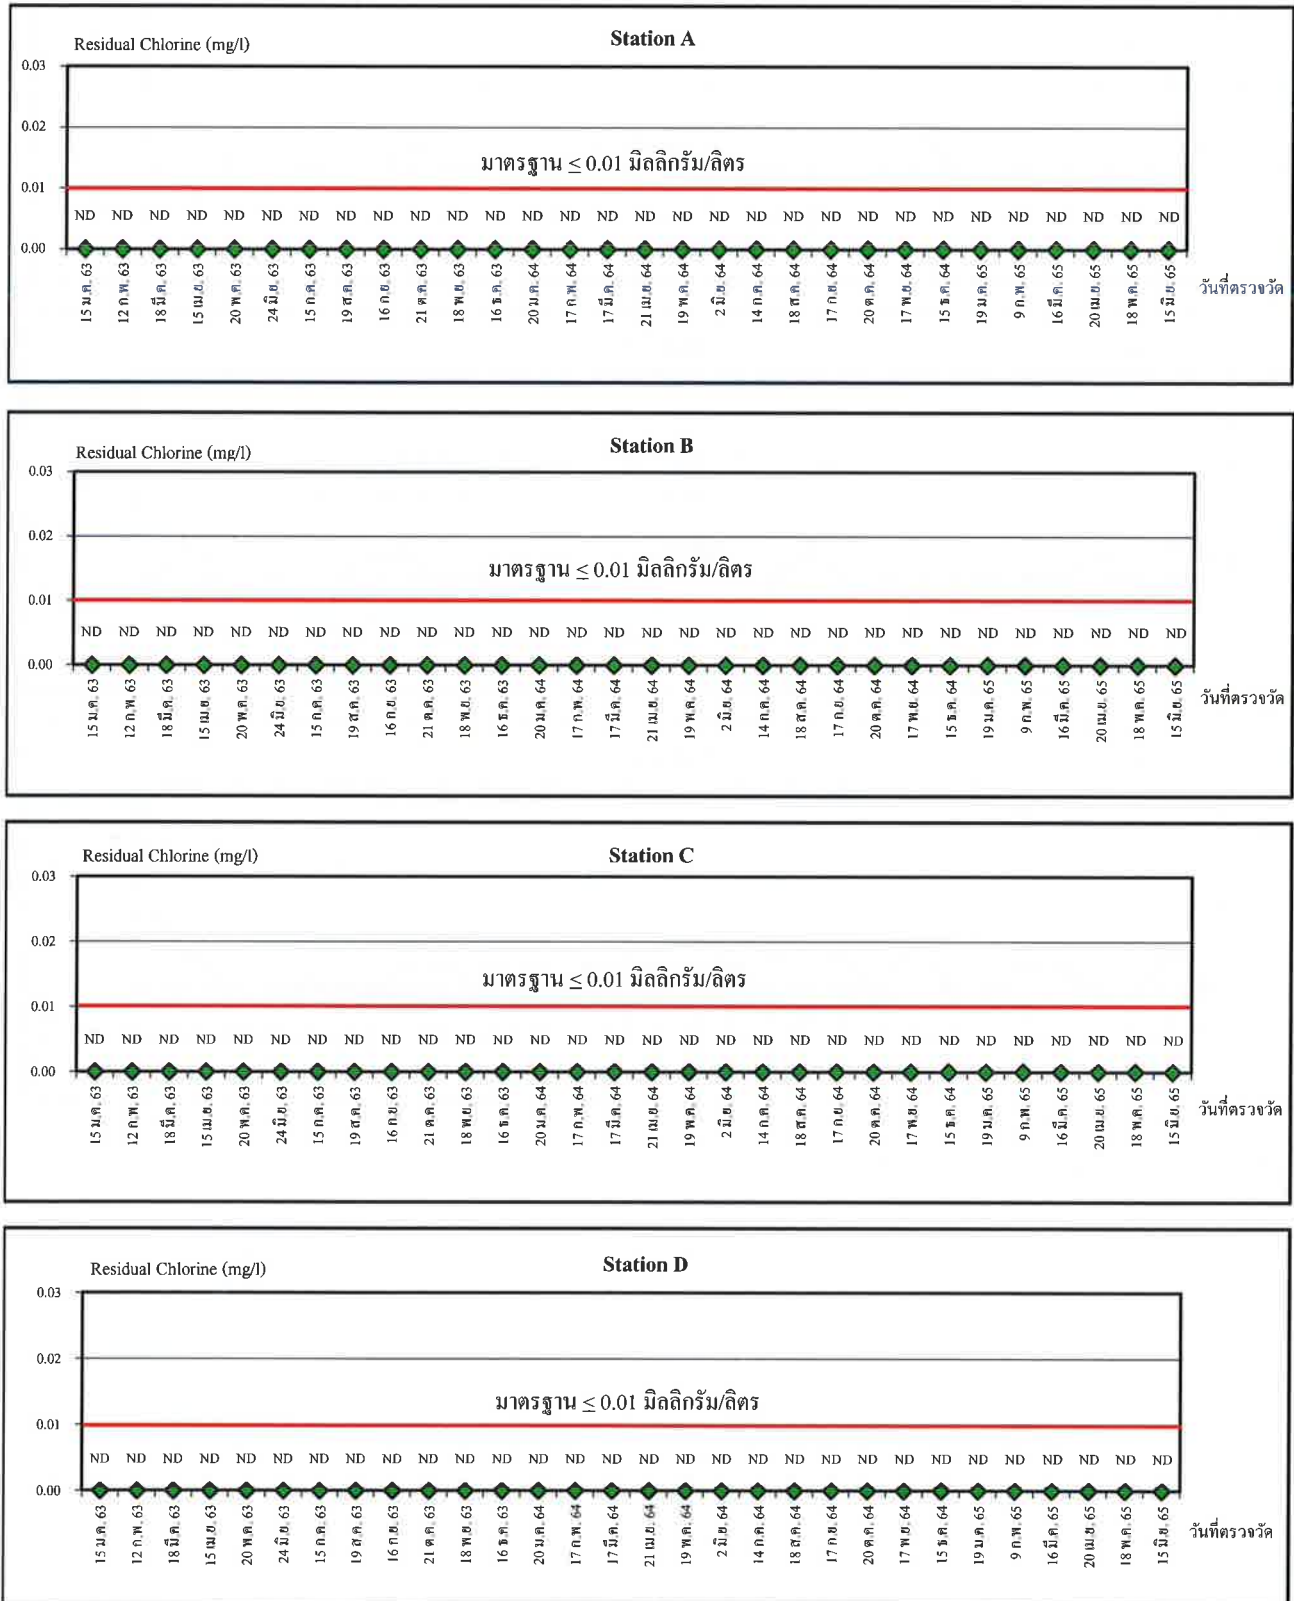 Station A
Residual Chlorine (mg/l)
0.03
0.02
มาตรฐาน ≤ 0.01 มิลลิกรัม/ลิตร
0.01
ND ND ND ND ND ND ND ND ND ND ND ND ND ND ND ND ND ND ND ND ND ND ND ND ND ND ND ND ND ND
0.00
15 ม.ค. 63
12 ก.พ. 63
18 มี.ค. 63
15 เม.ย. 63
20 พ.ค. 63
24 มิ.ย. 63
15 ก.ค. 63
19 ส.ค. 63
16 ก.ย. 63
21 ต.ค. 63
18 พ.ย. 63
16 ธ.ค. 63
20 ม.ค. 64
17 ก.พ. 64
17 มี.ค. 64
21 เม.ย. 64
19 พ.ค. 64
2 มิ.ย. 64
14 ก.ค. 64
18 ส.ค. 64
17 ก.ย. 64
20 ต.ค. 64
17 พ.ย. 64
15 ธ.ค. 64
19 ม.ค. 65
9 ก.พ. 65
16 มี.ค. 65
20 เม.ย. 65
18 พ.ค. 65
15 มิ.ย. 65
วันที่ตรวจวัด
Station B
Residual Chlorine (mg/l)
0.03
0.02
มาตรฐาน ≤ 0.01 มิลลิกรัม/ลิตร
0.01
ND ND ND ND ND ND ND ND ND ND ND ND ND ND ND ND ND ND ND ND ND ND ND ND ND ND ND ND ND ND
0.00
15 ม.ค. 63
12 ก.พ. 63
18 มี.ค. 63
15 เม.ย. 63
20 พ.ค. 63
24 มิ.ย. 63
15 ก.ค. 63
19 ส.ค. 63
16 ก.ย. 63
21 ต.ค. 63
18 พ.ย. 63
16 ธ.ค. 63
20 ม.ค. 64
17 ก.พ. 64
17 มี.ค. 64
21 เม.ย. 64
19 พ.ค. 64
2 มิ.ย. 64
14 ก.ค. 64
18 ส.ค. 64
17 ก.ย. 64
20 ต.ค. 64
17 พ.ย. 64
15 ธ.ค. 64
19 ม.ค. 65
9 ก.พ. 65
16 มี.ค. 65
20 เม.ย. 65
18 พ.ค. 65
15 มิ.ย. 65
วันที่ตรวจวัด
Station C
Residual Chlorine (mg/l)
0.03
0.02
มาตรฐาน ≤ 0.01 มิลลิกรัม/ลิตร
0.01
ND ND ND ND ND ND ND ND ND ND ND ND ND ND ND ND ND ND ND ND ND ND ND ND ND ND ND ND ND ND
0.00
15 ม.ค. 63
12 ก.พ. 63
18 มี.ค. 63
15 เม.ย. 63
20 พ.ค. 63
24 มิ.ย. 63
15 ก.ค. 63
19 ส.ค. 63
16 ก.ย. 63
21 ต.ค. 63
18 พ.ย. 63
16 ธ.ค. 63
20 ม.ค. 64
17 ก.พ. 64
17 มี.ค. 64
21 เม.ย. 64
19 พ.ค. 64
2 มิ.ย. 64
14 ก.ค. 64
18 ส.ค. 64
17 ก.ย. 64
20 ต.ค. 64
17 พ.ย. 64
15 ธ.ค. 64
19 ม.ค. 65
9 ก.พ. 65
16 มี.ค. 65
20 เม.ย. 65
18 พ.ค. 65
15 มิ.ย. 65
วันที่ตรวจวัด
Station D
Residual Chlorine (mg/l)
0.03
0.02
มาตรฐาน ≤ 0.01 มิลลิกรัม/ลิตร
0.01
ND ND ND ND ND ND ND ND ND ND ND ND ND ND ND ND ND ND ND ND ND ND ND ND ND ND ND ND ND ND
0.00
15 ม.ค. 63
12 ก.พ. 63
18 มี.ค. 63
15 เม.ย. 63
20 พ.ค. 63
24 มิ.ย. 63
15 ก.ค. 63
19 ส.ค. 63
16 ก.ย. 63
21 ต.ค. 63
18 พ.ย. 63
16 ธ.ค. 63
20 ม.ค. 64
17 ก.พ. 64
17 มี.ค. 64
21 เม.ย. 64
19 พ.ค. 64
2 มิ.ย. 64
14 ก.ค. 64
18 ส.ค. 64
17 ก.ย. 64
20 ต.ค. 64
17 พ.ย. 64
15 ธ.ค. 64
19 ม.ค. 65
9 ก.พ. 65
16 มี.ค. 65
20 เม.ย. 65
18 พ.ค. 65
15 มิ.ย. 65
วันที่ตรวจวัด